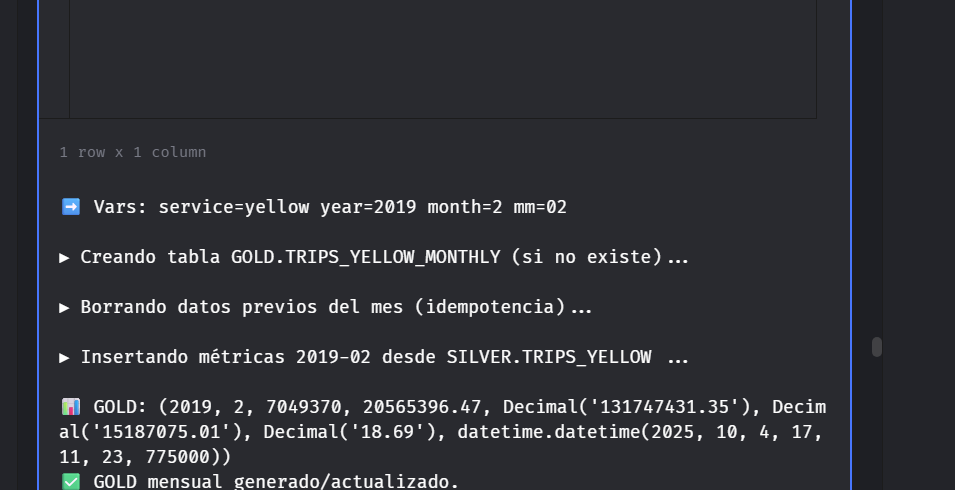 1 row x 1 column
➡️ Vars: service=yellow year=2019 month=2 mm=02
▶ Creando tabla GOLD.TRIPS_YELLOW_MONTHLY (si no existe)...
▶ Borrando datos previos del mes (idempotencia)...
▶ Insertando métricas 2019-02 desde SILVER.TRIPS_YELLOW ...
📊 GOLD: (2019, 2, 7049370, 20565396.47, Decimal('131747431.35'), Decim
al('15187075.01'), Decimal('18.69'), datetime.datetime(2025, 10, 4, 17,
11, 23, 775000))
✅ GOLD mensual generado/actualizado.